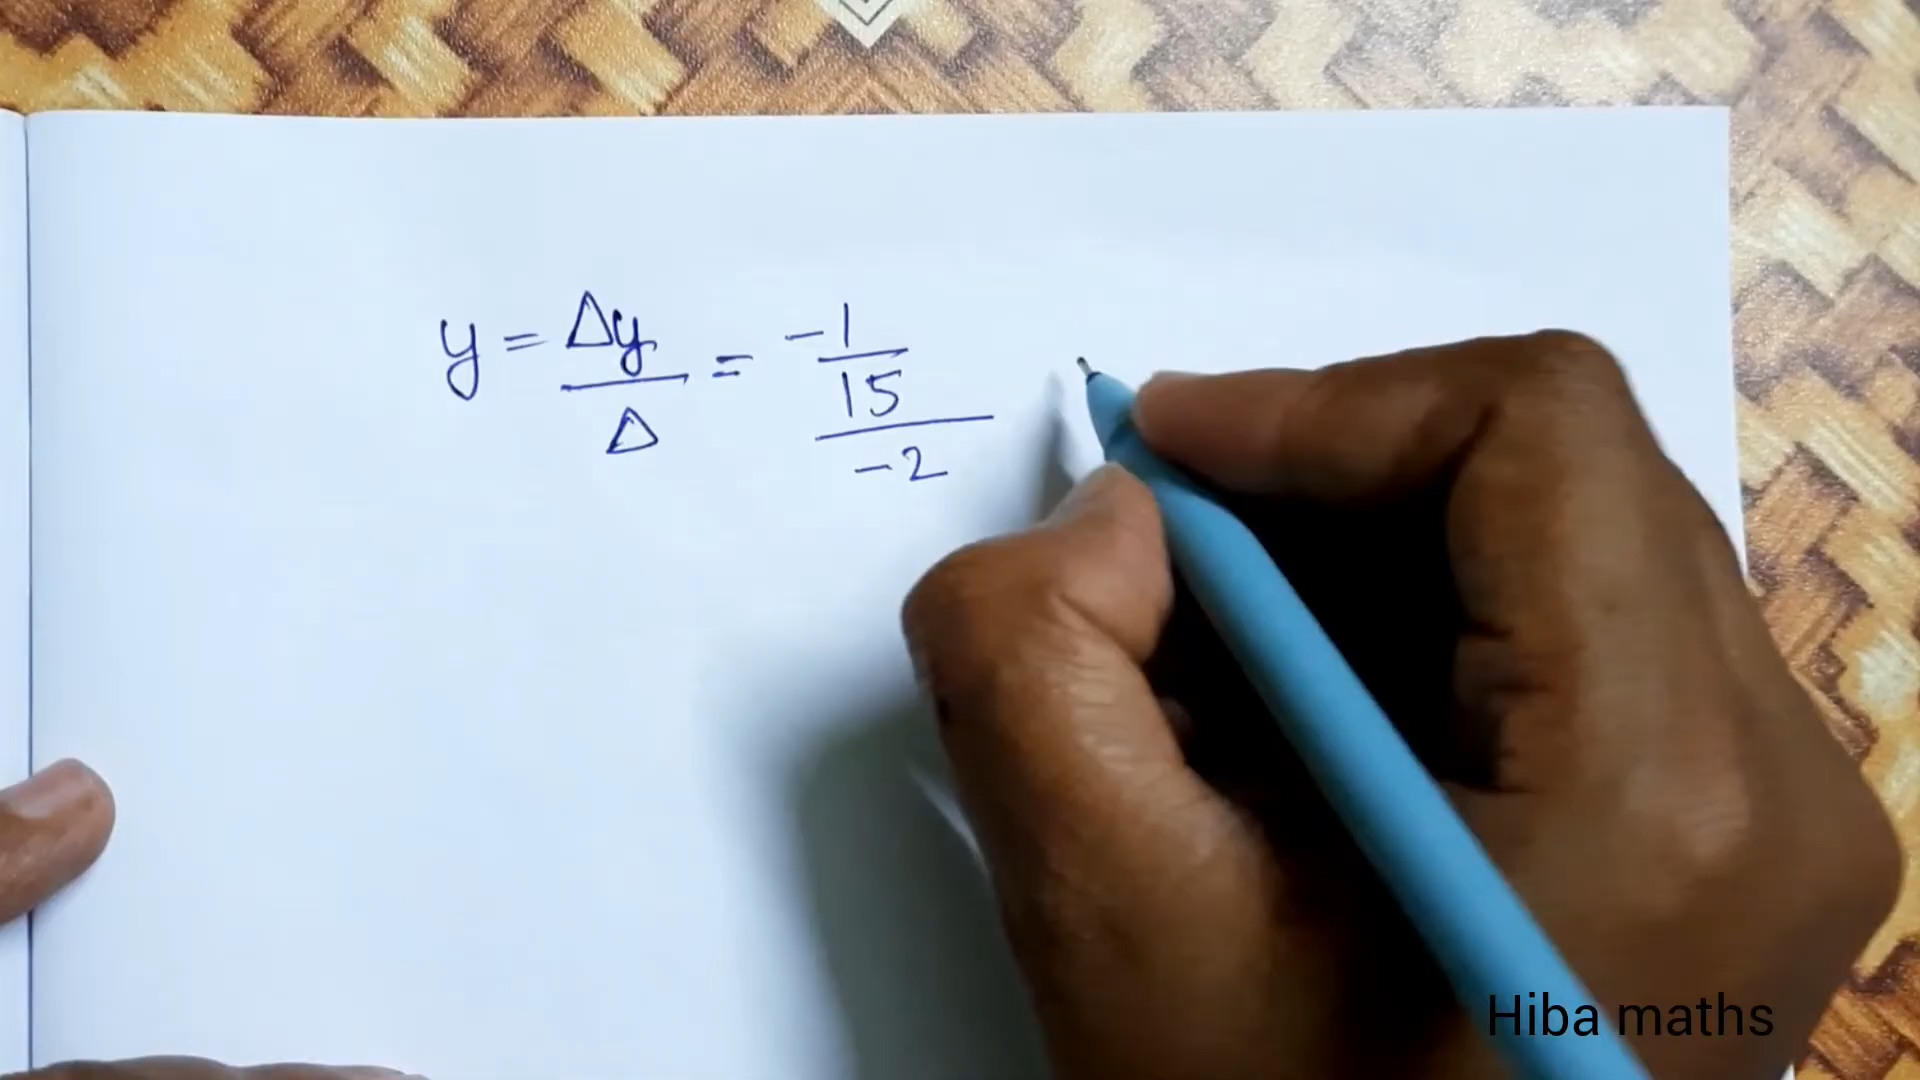 y = Δy/Δ = -1/15/-2
Hiba maths